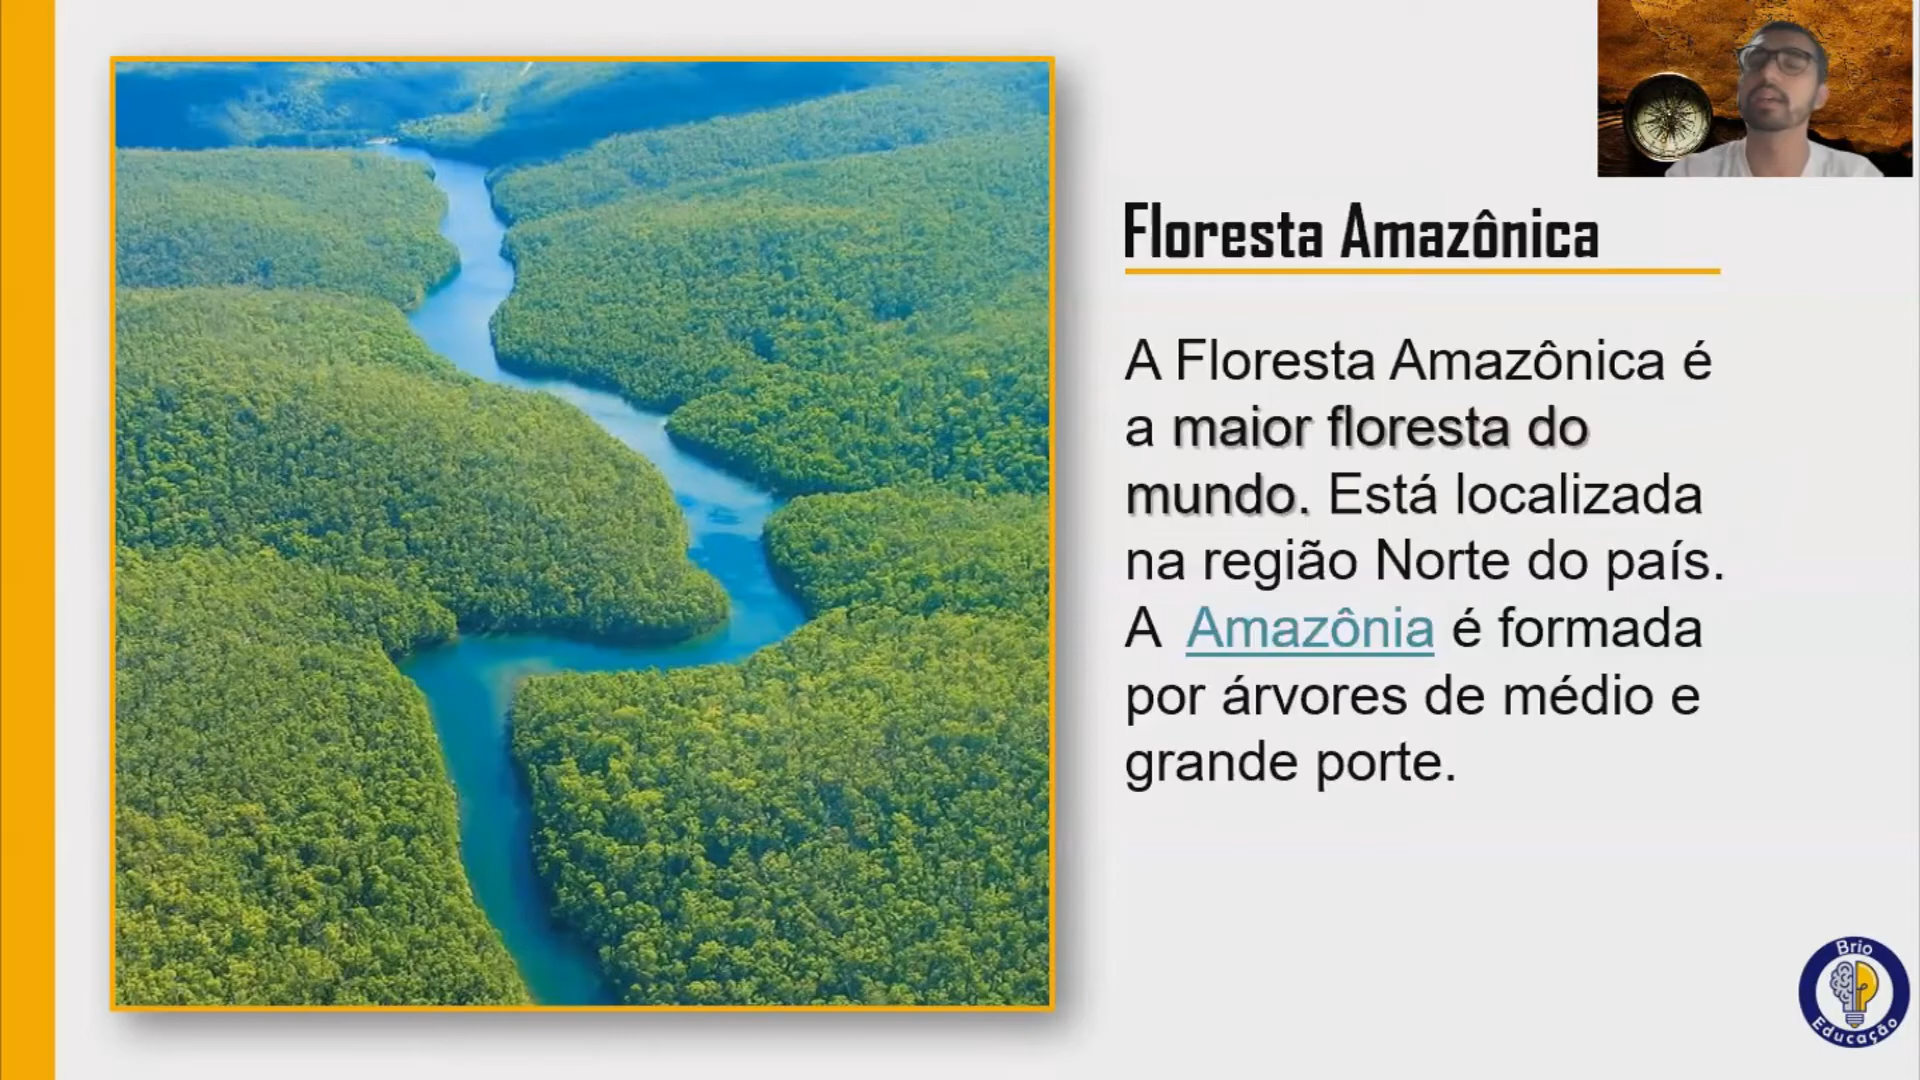 Floresta Amazônica
A Floresta Amazônica é
a maior floresta do
mundo. Está localizada
na região Norte do país.
A Amazônia é formada
por árvores de médio e
grande porte.
Brio
Educação